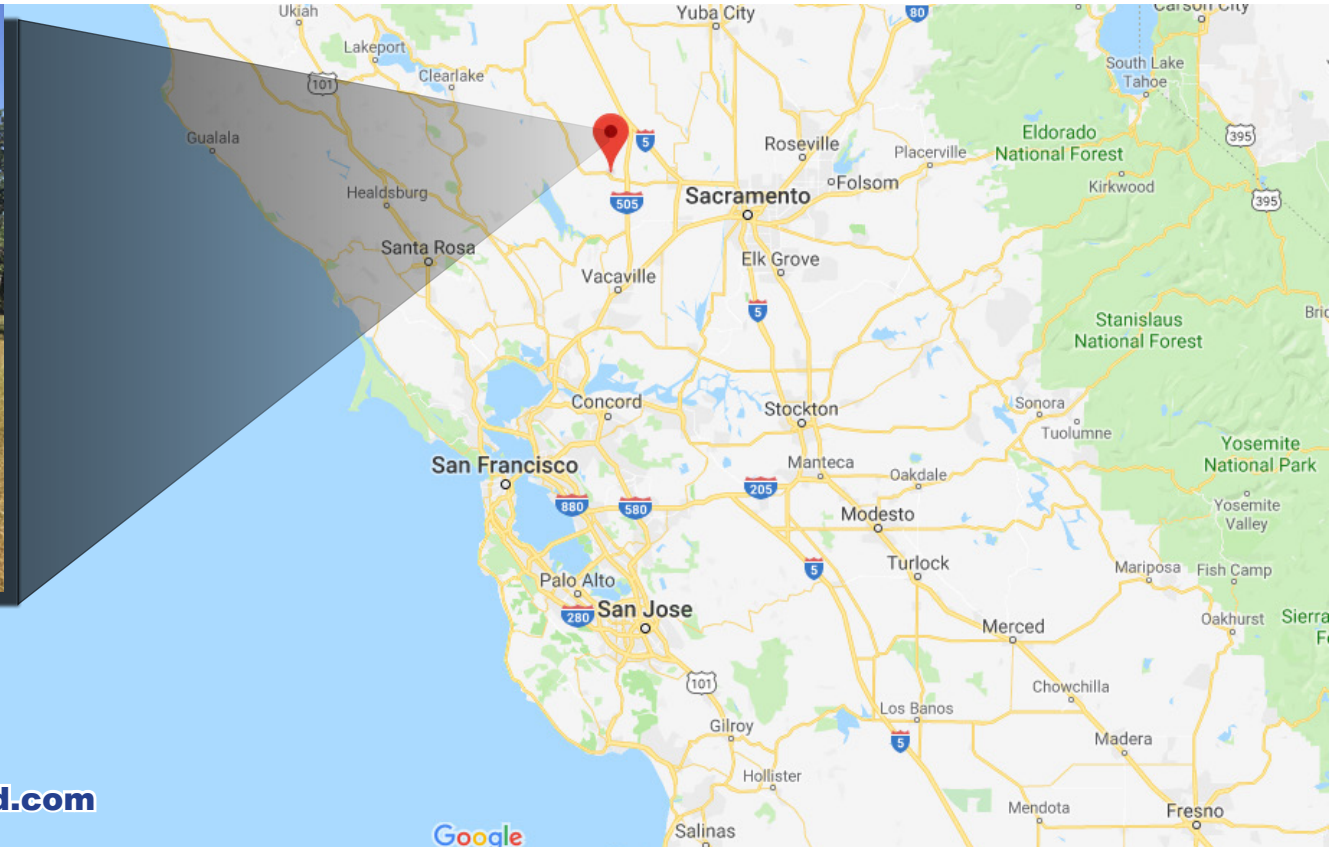 Ukiah
Yuba City
80
Carson City
Lakeport
Clearlake
101
South Lake
Tahoe
Gualala
5
Roseville
Placerville
Eldorado
National Forest
395
Healdsburg
505
Sacramento
Folsom
Kirkwood
395
Santa Rosa
Vacaville
Elk Grove
5
Stanislaus
National Forest
Concord
Stockton
Sonora
Tuolumne
San Francisco
Manteca
Oakdale
Yosemite
National Park
880
580
205
Modesto
Yosemite
Valley
Palo Alto
5
Turlock
Mariposa
Fish Camp
280
San Jose
Merced
Oakhurst
Sierra
101
Chowchilla
Gilroy
Los Banos
5
Madera
Hollister
d.com
Mendota
Fresno
Google
Salinas